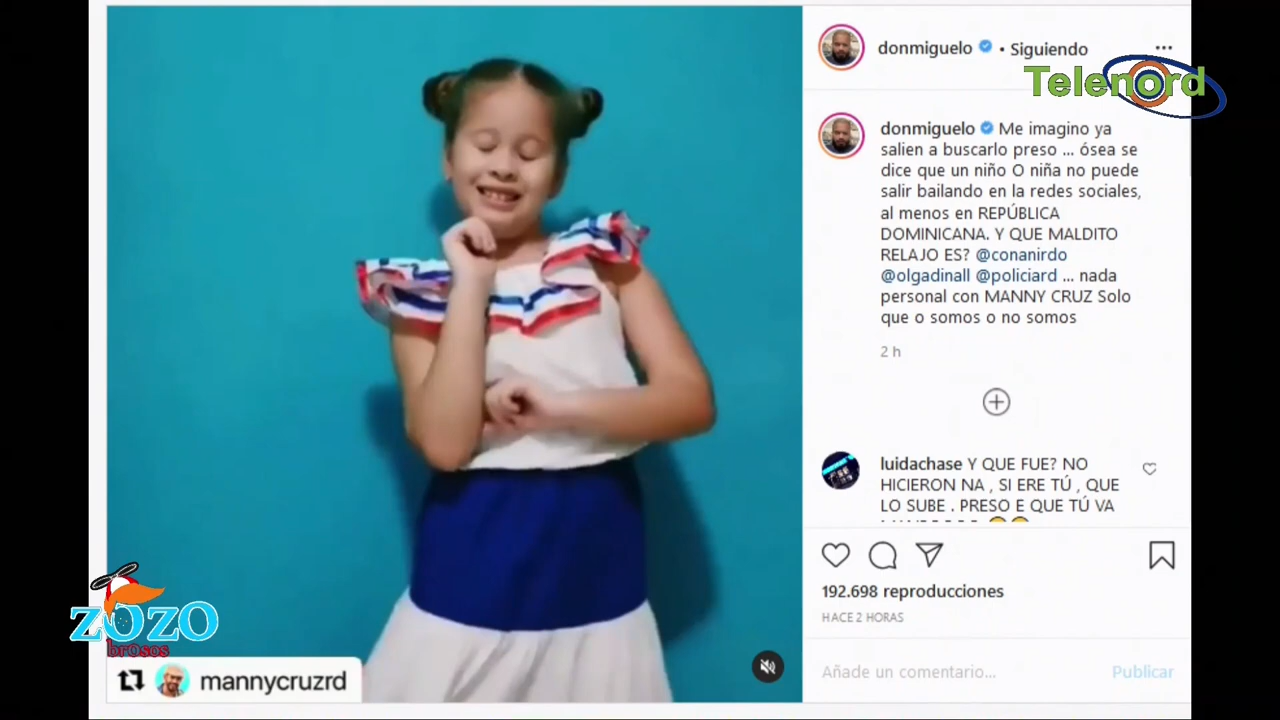 donmiguelo • Siguiendo
Telenord
donmiguelo Me imagino ya
salien a buscarlo preso ... ósea se
dice que un niño O niña no puede
salir bailando en la redes sociales,
al menos en REPÚBLICA
DOMINICANA. Y QUE MALDITO
RELAJO ES? @conanirdo
@olgadinall @policiard ... nada
personal con MANNY CRUZ Solo
que o somos o no somos
2 h
luidachase Y QUE FUE? NO
HICIERON NA , SI ERE TÚ , QUE
LO SUBE . PRESO E QUE TÚ VA
192.698 reproducciones
HACE 2 HORAS
Añade un comentario...
Publicar
zozo
brosos
mannycruzrd